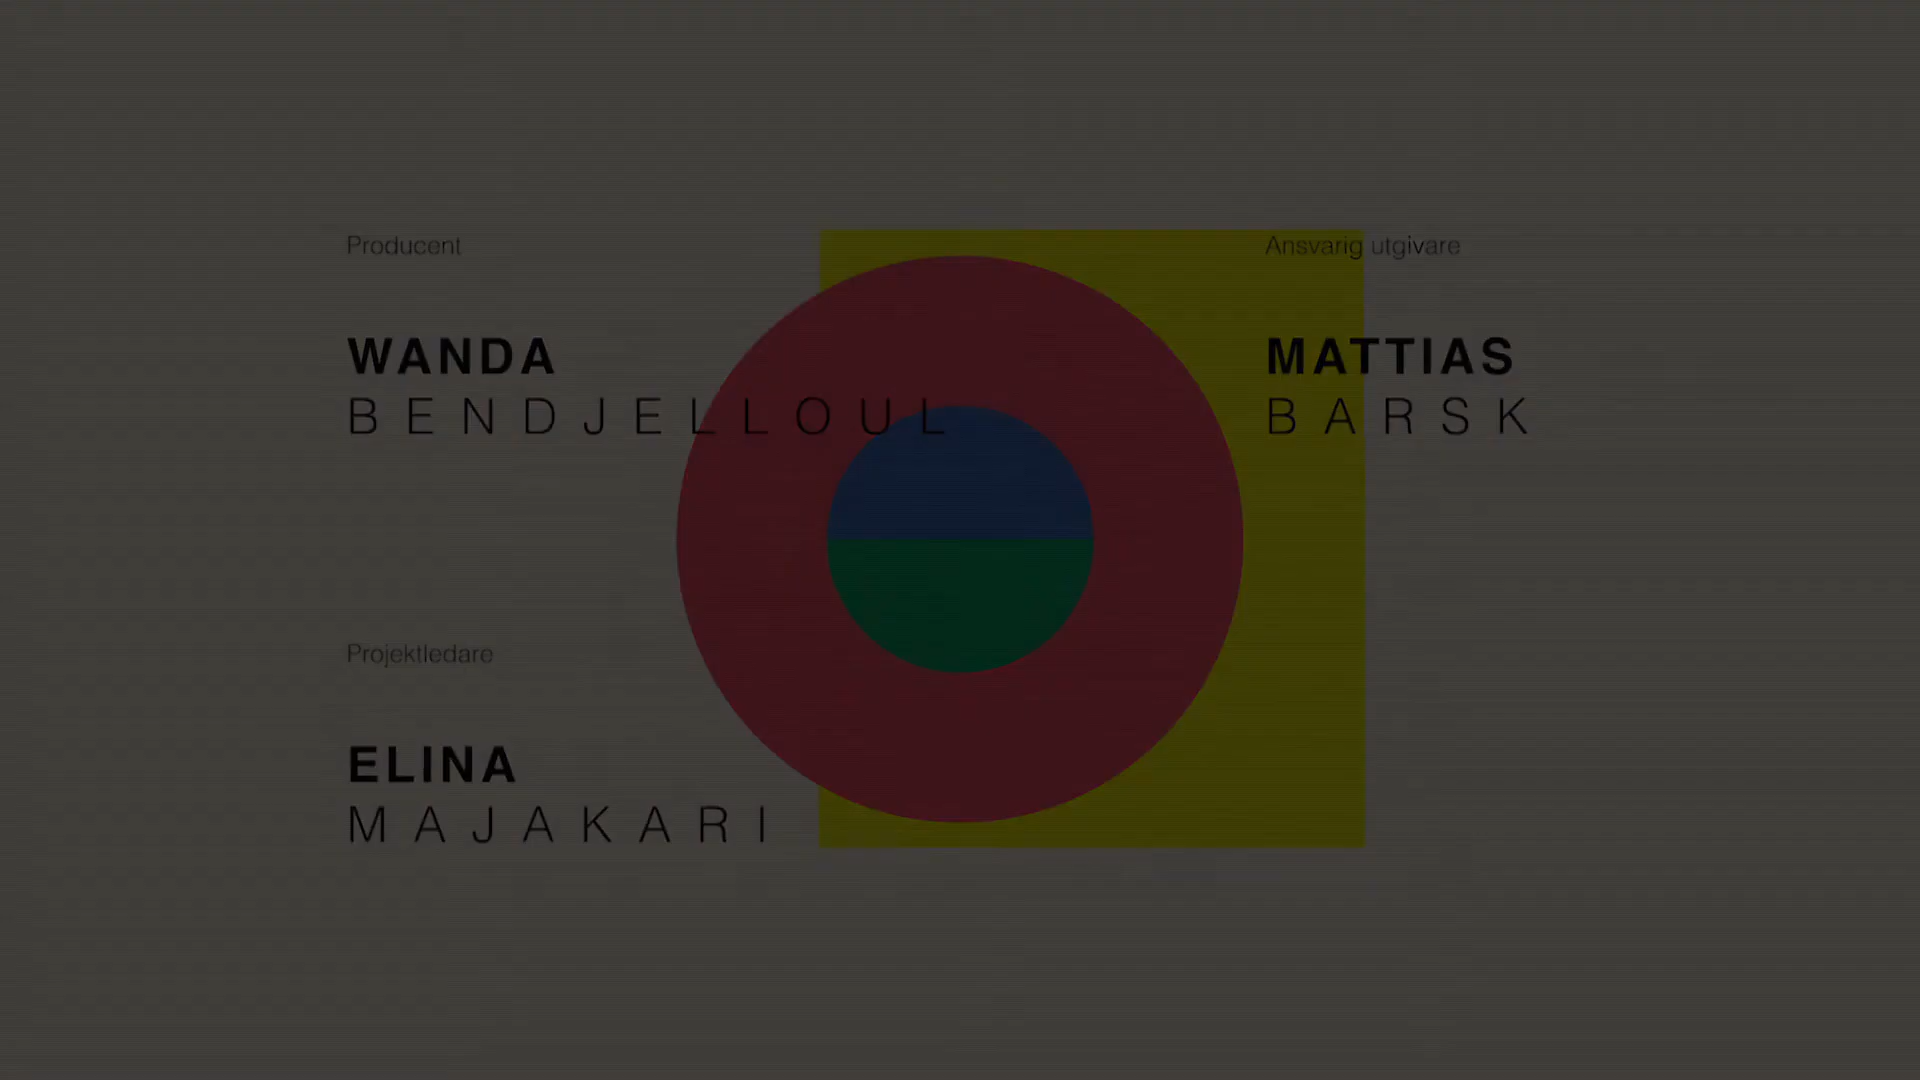 Producent
WANDA
BENDJELLOUL
Projektledare
ELINA
MAJAKARI
Ansvarig utgivare
MATTIAS
BARSK